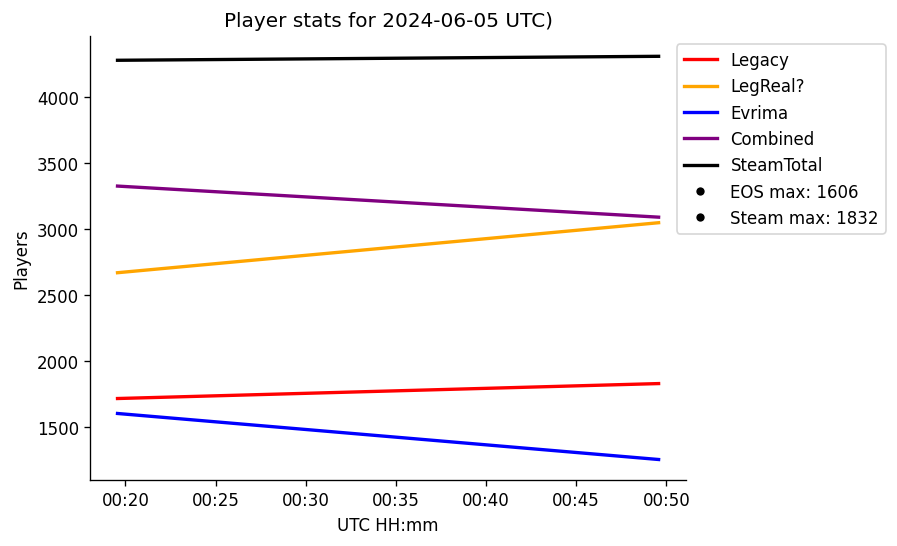 Player stats for 2024-06-05 UTC)
Legacy
LegReal?
Evrima
Combined
SteamTotal
EOS max: 1606
Steam max: 1832
Players
4000
3500
3000
2500
2000
1500
00:20 00:25 00:30 00:35 00:40 00:45 00:50
UTC HH:mm